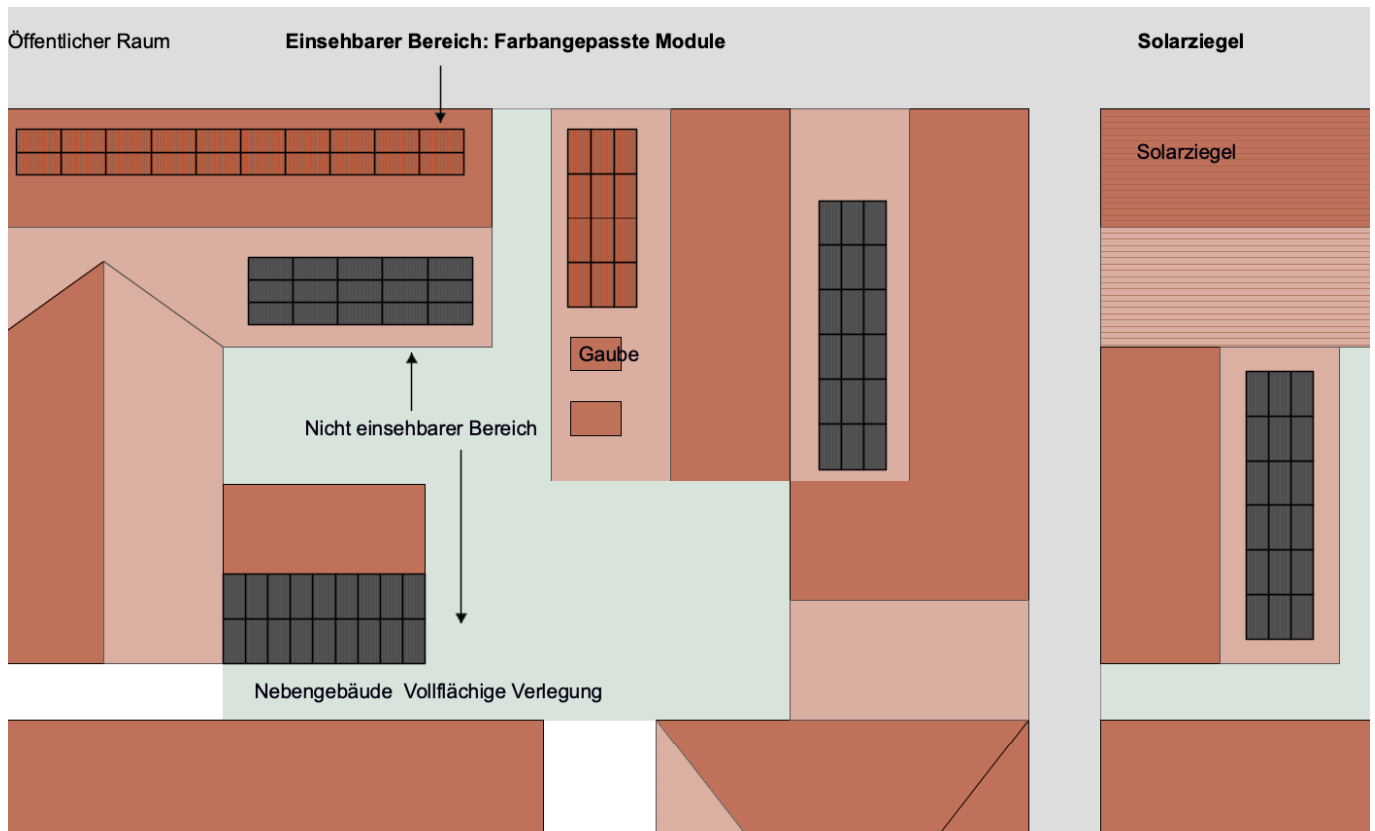 Öffentlicher Raum
Einsehbarer Bereich: Farbangepasste Module
Solarziegel
Solarziegel
Gaube
Nicht einsehbarer Bereich
Nebengebäude Vollflächige Verlegung